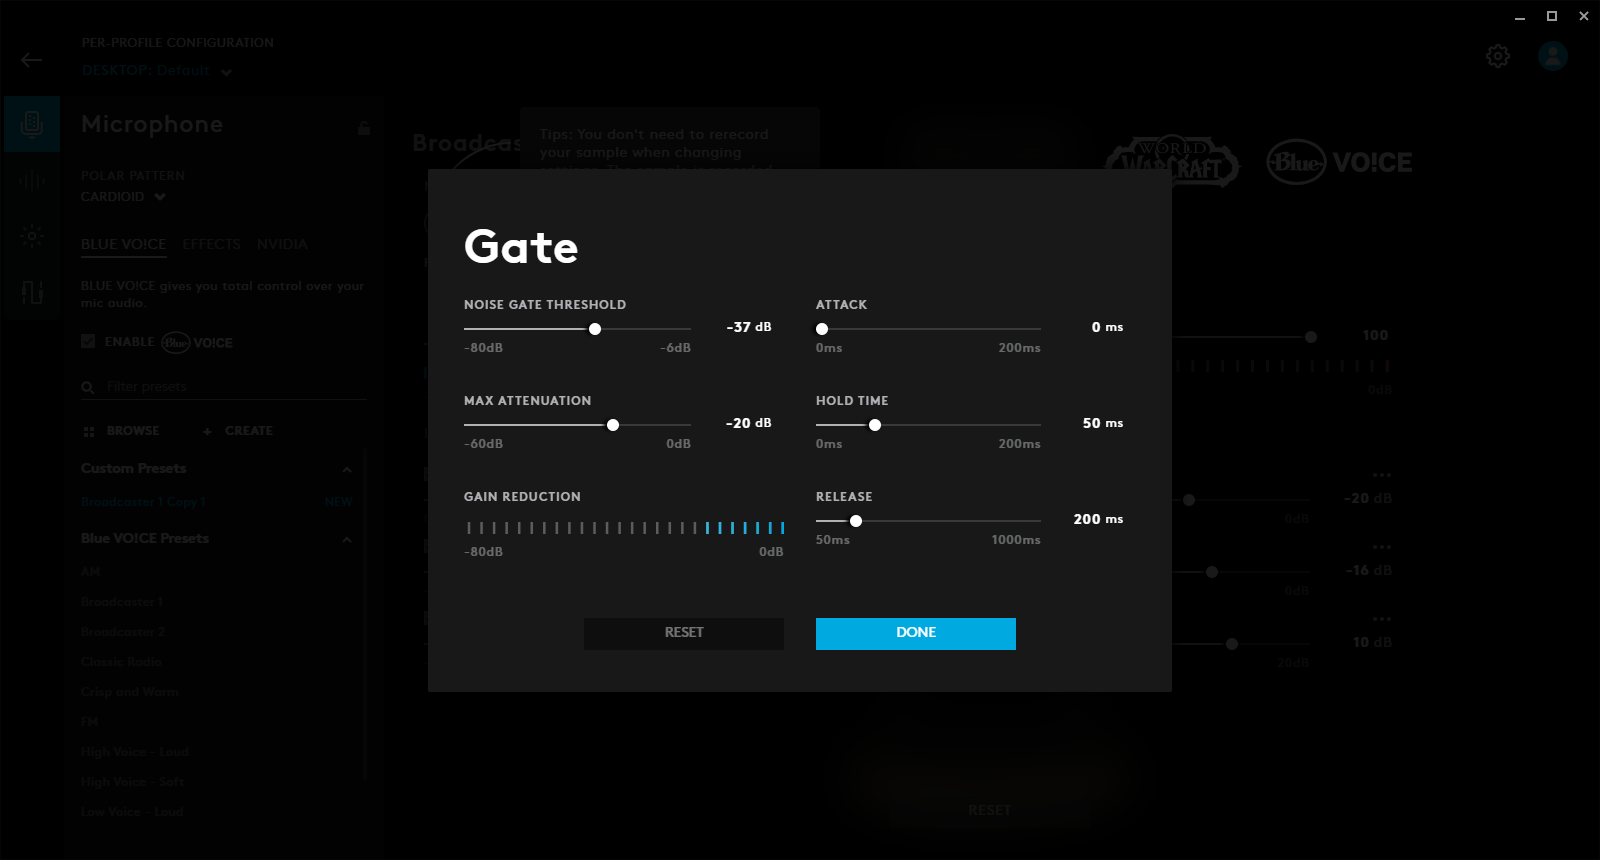 PER-PROFILE CONFIGURATION
DESKTOP: Default
Microphone
POLAR PATTERN
CARDIOID
BLUE VO!CE EFFECTS NVIDIA
BLUE VO!CE gives you total control over your
mic audio.
ENABLE Blue VO!CE
Filter presets
BROWSE + CREATE
Custom Presets
Broadcaster 1 Copy 1 NEW
Blue VO!CE Presets
AM
Broadcaster 1
Broadcaster 2
Classic Radio
Crisp and Warm
FM
High Voice - Loud
High Voice - Soft
Low Voice - Loud
Tips: You don't need to rerecord
your sample when changing
WORLD
WARCRAFT
Blue VO!CE
Gate
NOISE GATE THRESHOLD
-37 dB
-80dB -6dB
MAX ATTENUATION
-20 dB
-60dB 0dB
GAIN REDUCTION
-80dB 0dB
ATTACK
0 ms
0ms 200ms
HOLD TIME
50 ms
0ms 200ms
RELEASE
200 ms
50ms 1000ms
RESET DONE
100
0dB
-20 dB
0dB
-16 dB
0dB
10 dB
20dB
RESET